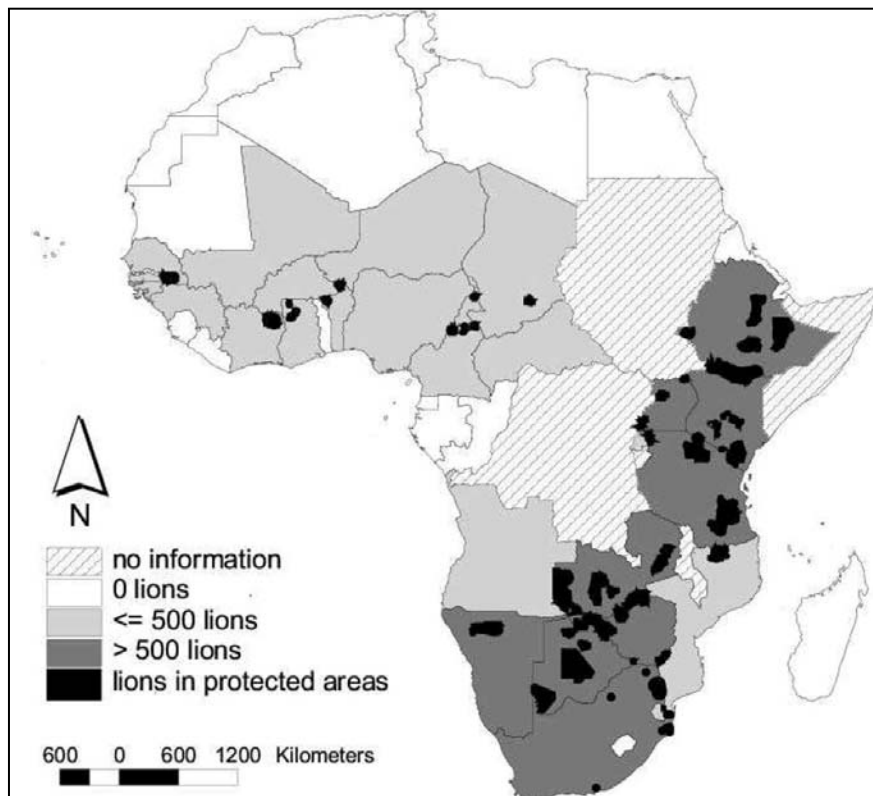 N
no information
0 lions
<= 500 lions
> 500 lions
lions in protected areas
600 0 600 1200 Kilometers